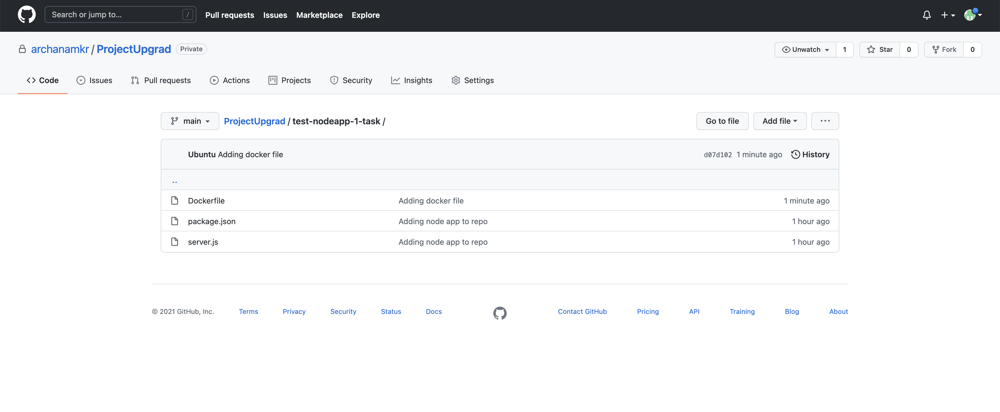 Search or jump to... / Pull requests Issues Marketplace Explore
archanamkr / ProjectUpgrad Private Unwatch 1 Star 0 Fork 0
Code Issues Pull requests Actions Projects Security Insights Settings
main ProjectUpgrad / test-nodeapp-1-task / Go to file Add file ...
Ubuntu Adding docker file d07d102 1 minute ago History
..
Dockerfile Adding docker file 1 minute ago
package.json Adding node app to repo 1 hour ago
server.js Adding node app to repo 1 hour ago
© 2021 GitHub, Inc. Terms Privacy Security Status Docs Contact GitHub Pricing API Training Blog About